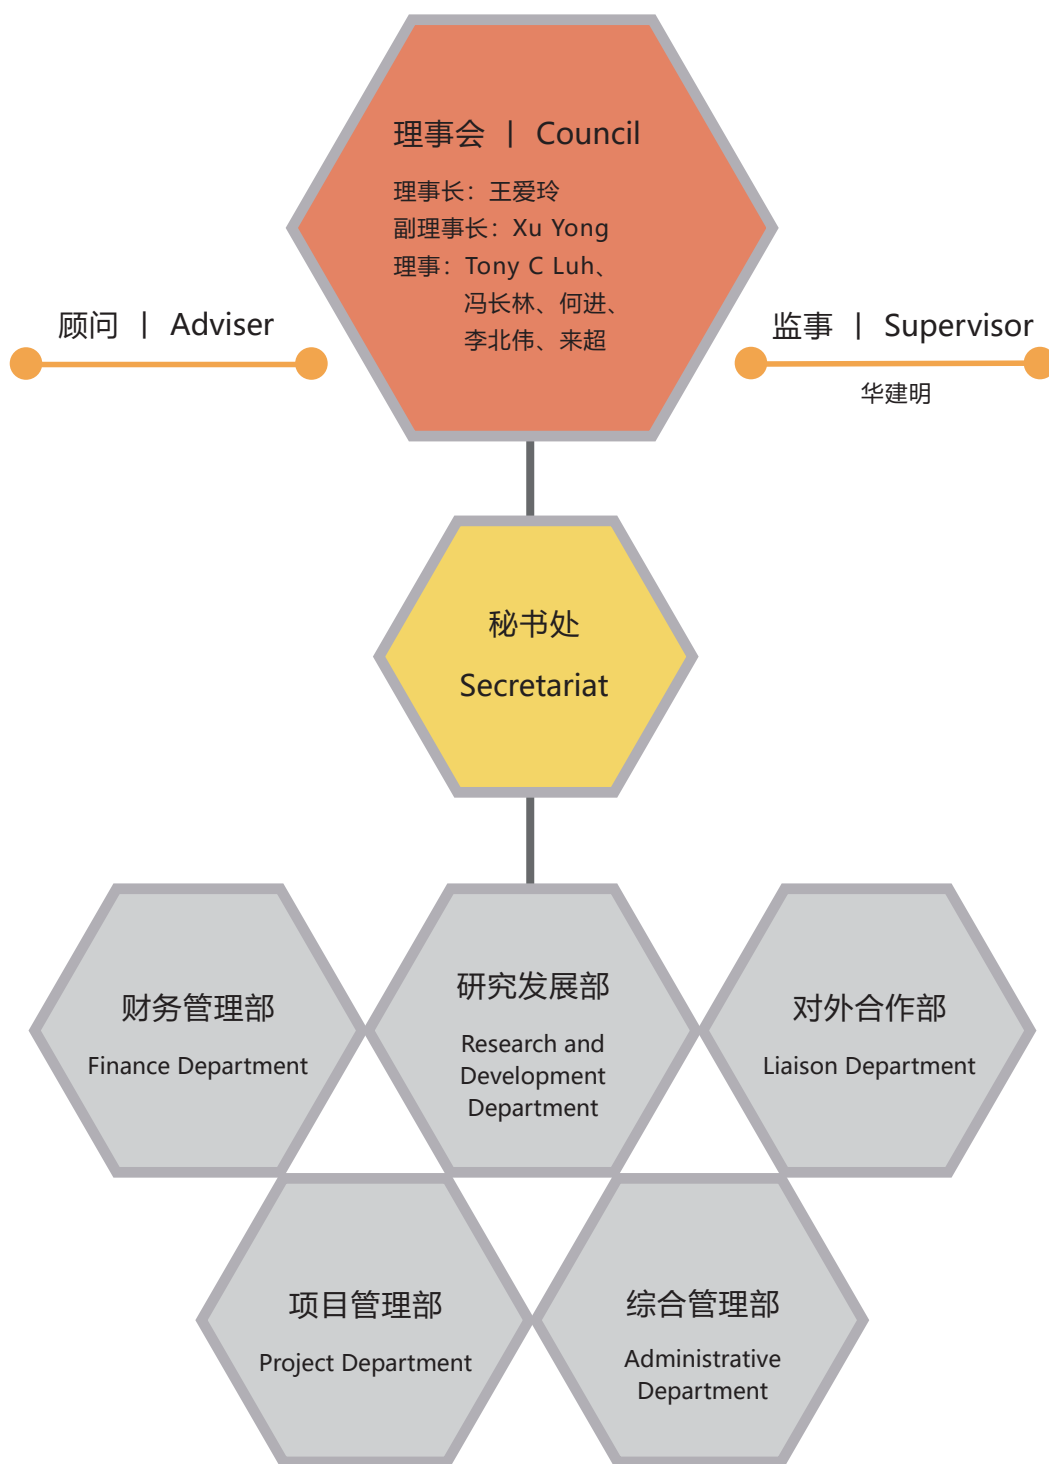 理事会 | Council
理事长：王爱玲
副理事长：Xu Yong
理事：Tony C Luh、
冯长林、何进、
李北伟、来超
顾问 | Adviser
监事 | Supervisor
华建明
秘书处
Secretariat
财务管理部
Finance Department
研究发展部
Research and
Development
Department
对外合作部
Liaison Department
项目管理部
Project Department
综合管理部
Administrative
Department